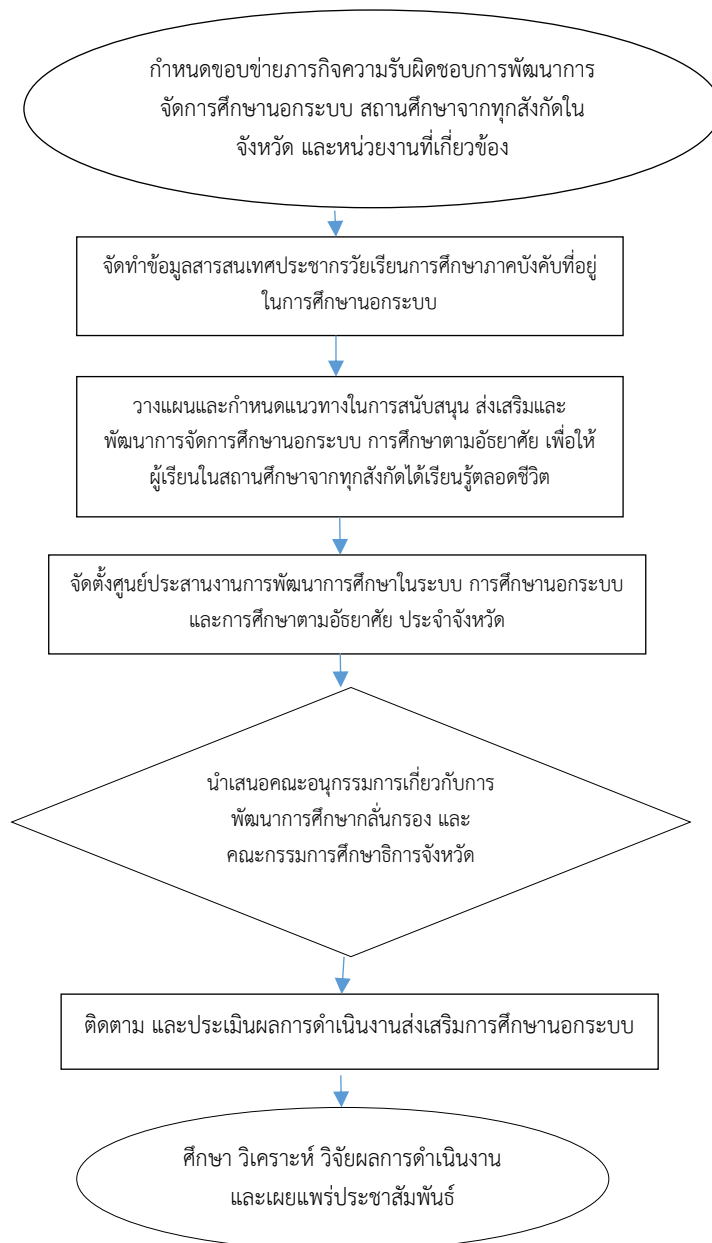 กำหนดขอบข่ายภารกิจความรับผิดชอบการพัฒนาการ
จัดการศึกษานอกระบบ สถานศึกษาจากทุกสังกัดใน
จังหวัด และหน่วยงานที่เกี่ยวข้อง
จัดทำข้อมูลสารสนเทศประชากรวัยเรียนการศึกษาภาคบังคับที่อยู่
ในการศึกษานอกระบบ
วางแผนและกำหนดแนวทางในการสนับสนุน ส่งเสริมและ
พัฒนาการจัดการศึกษานอกระบบ การศึกษาตามอัธยาศัย เพื่อให้
ผู้เรียนในสถานศึกษาจากทุกสังกัดได้เรียนรู้ตลอดชีวิต
จัดตั้งศูนย์ประสานงานการพัฒนาการศึกษาในระบบ การศึกษานอกระบบ
และการศึกษาตามอัธยาศัย ประจำจังหวัด
นำเสนอคณะอนุกรรมการเกี่ยวกับการ
พัฒนาการศึกษากลั่นกรอง และ
คณะกรรมการศึกษาธิการจังหวัด
ติดตาม และประเมินผลการดำเนินงานส่งเสริมการศึกษานอกระบบ
ศึกษา วิเคราะห์ วิจัยผลการดำเนินงาน
และเผยแพร่ประชาสัมพันธ์